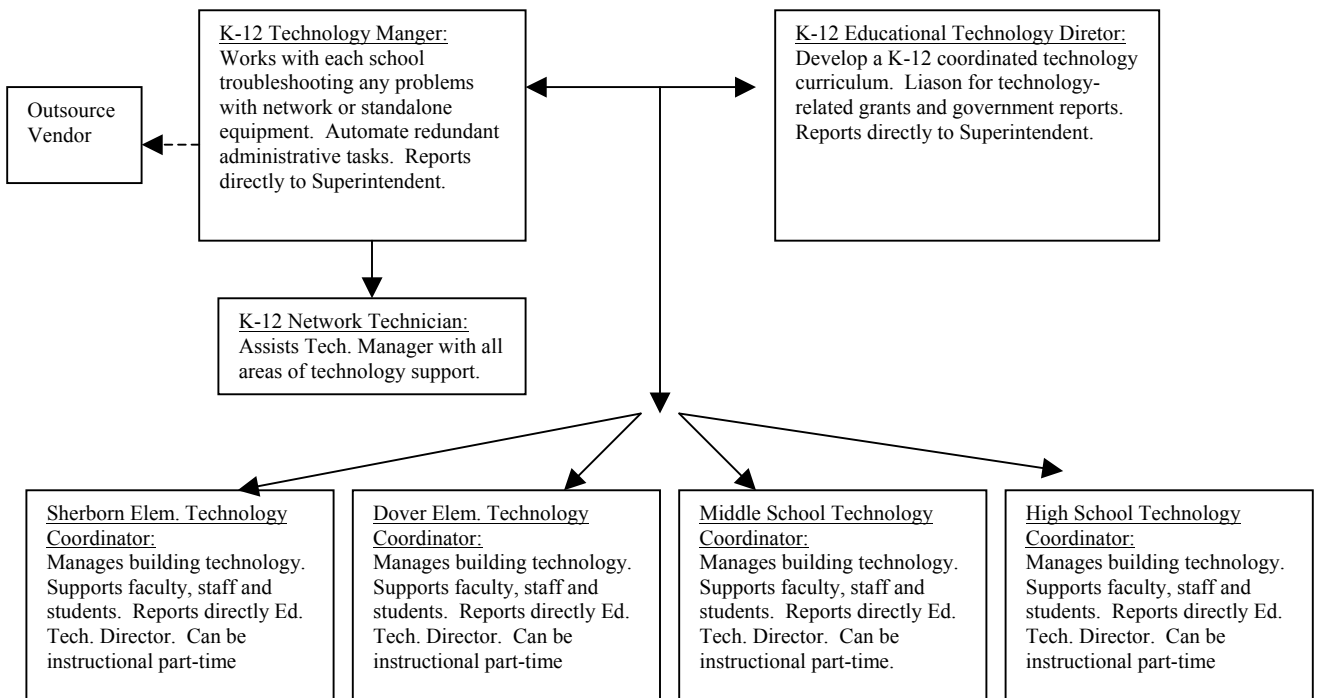 K-12 Technology Manger:
Works with each school
troubleshooting any problems
with network or standalone
equipment. Automate redundant
administrative tasks. Reports
directly to Superintendent.
K-12 Educational Technology Diretor:
Develop a K-12 coordinated technology
curriculum. Liason for technology-
related grants and government reports.
Reports directly to Superintendent.
Outsource
Vendor
K-12 Network Technician:
Assists Tech. Manager with all
areas of technology support.
Sherborn Elem. Technology
Coordinator:
Manages building technology.
Supports faculty, staff and
students. Reports directly Ed.
Tech. Director. Can be
instructional part-time
Dover Elem. Technology
Coordinator:
Manages building technology.
Supports faculty, staff and
students. Reports directly Ed.
Tech. Director. Can be
instructional part-time
Middle School Technology
Coordinator:
Manages building technology.
Supports faculty, staff and
students. Reports directly Ed.
Tech. Director. Can be
instructional part-time.
High School Technology
Coordinator:
Manages building technology.
Supports faculty, staff and
students. Reports directly Ed.
Tech. Director. Can be
instructional part-time